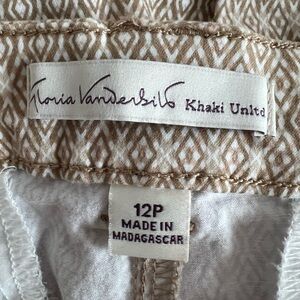 Gloria Vanderbilt Khaki Unltd
12P
MADE IN
MADAGASCAR